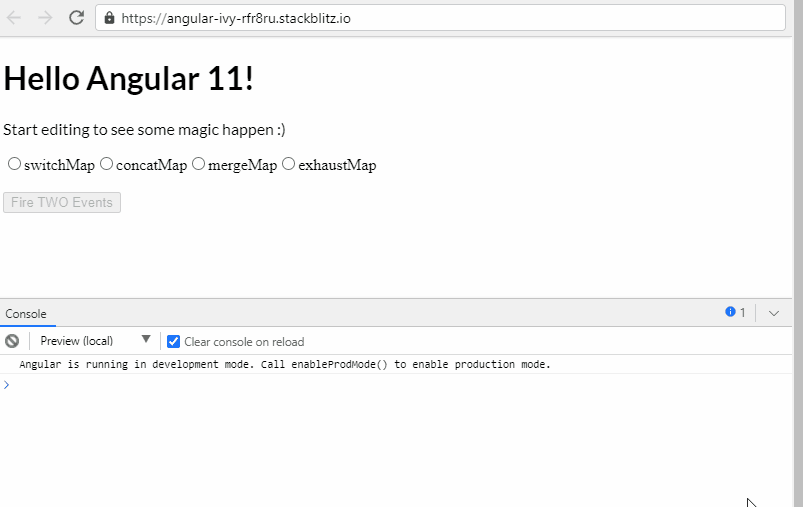 https://angular-ivy-rfr8ru.stackblitz.io
Hello Angular 11!
Start editing to see some magic happen :)
switchMap concatMap mergeMap exhaustMap
Fire TWO Events
Console 1
Preview (local) Clear console on reload
Angular is running in development mode. Call enableProdMode() to enable production mode.